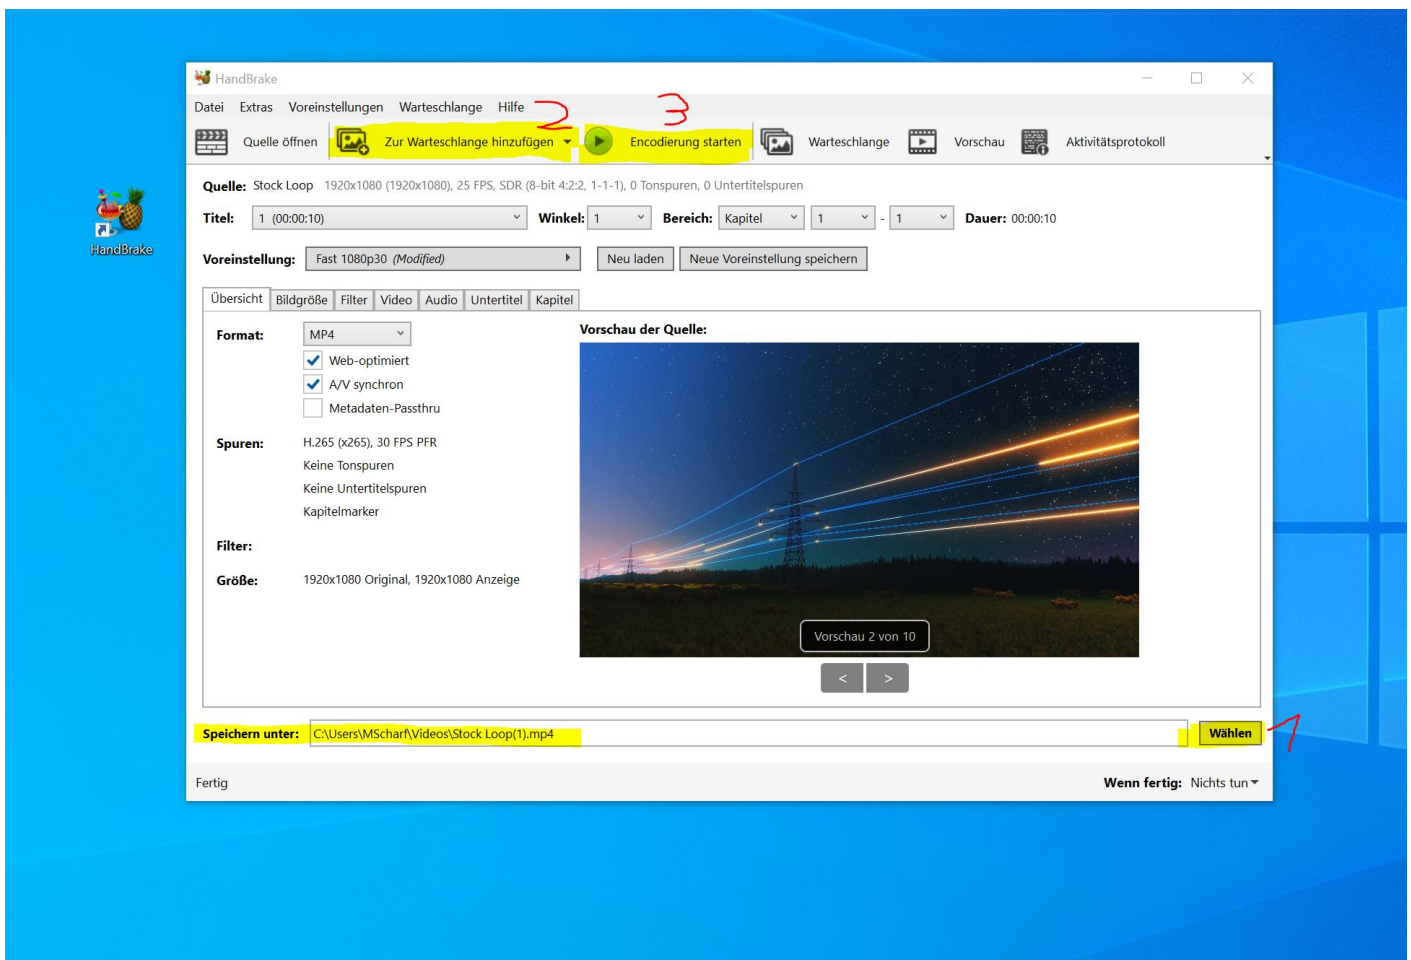 HandBrake
Datei Extras Voreinstellungen Warteschlange Hilfe 2 3
Quelle öffnen Zur Warteschlange hinzufügen Encodierung starten Warteschlange Vorschau Aktivitätsprotokoll
Quelle: Stock Loop 1920x1080 (1920x1080), 25 FPS, SDR (8-bit 4:2:2, 1-1-1), 0 Tonspuren, 0 Untertitelspuren
Titel: 1 (00:00:10) Winkel: 1 Bereich: Kapitel 1 - 1 Dauer: 00:00:10
HandBrake
Voreinstellung: Fast 1080p30 (Modified) Neu laden Neue Voreinstellung speichern
Übersicht Bildgröße Filter Video Audio Untertitel Kapitel
Format: MP4 Vorschau der Quelle:
Web-optimiert
A/V synchron
Metadaten-Passthru
Spuren: H.265 (x265), 30 FPS PFR
Keine Tonspuren
Keine Untertitelspuren
Kapitelmarker
Filter:
Größe: 1920x1080 Original, 1920x1080 Anzeige
Vorschau 2 von 10
< >
Speichern unter: C:\Users\MScharf\Videos\Stock Loop(1).mp4 Wählen 1
Fertig Wenn fertig: Nichts tun